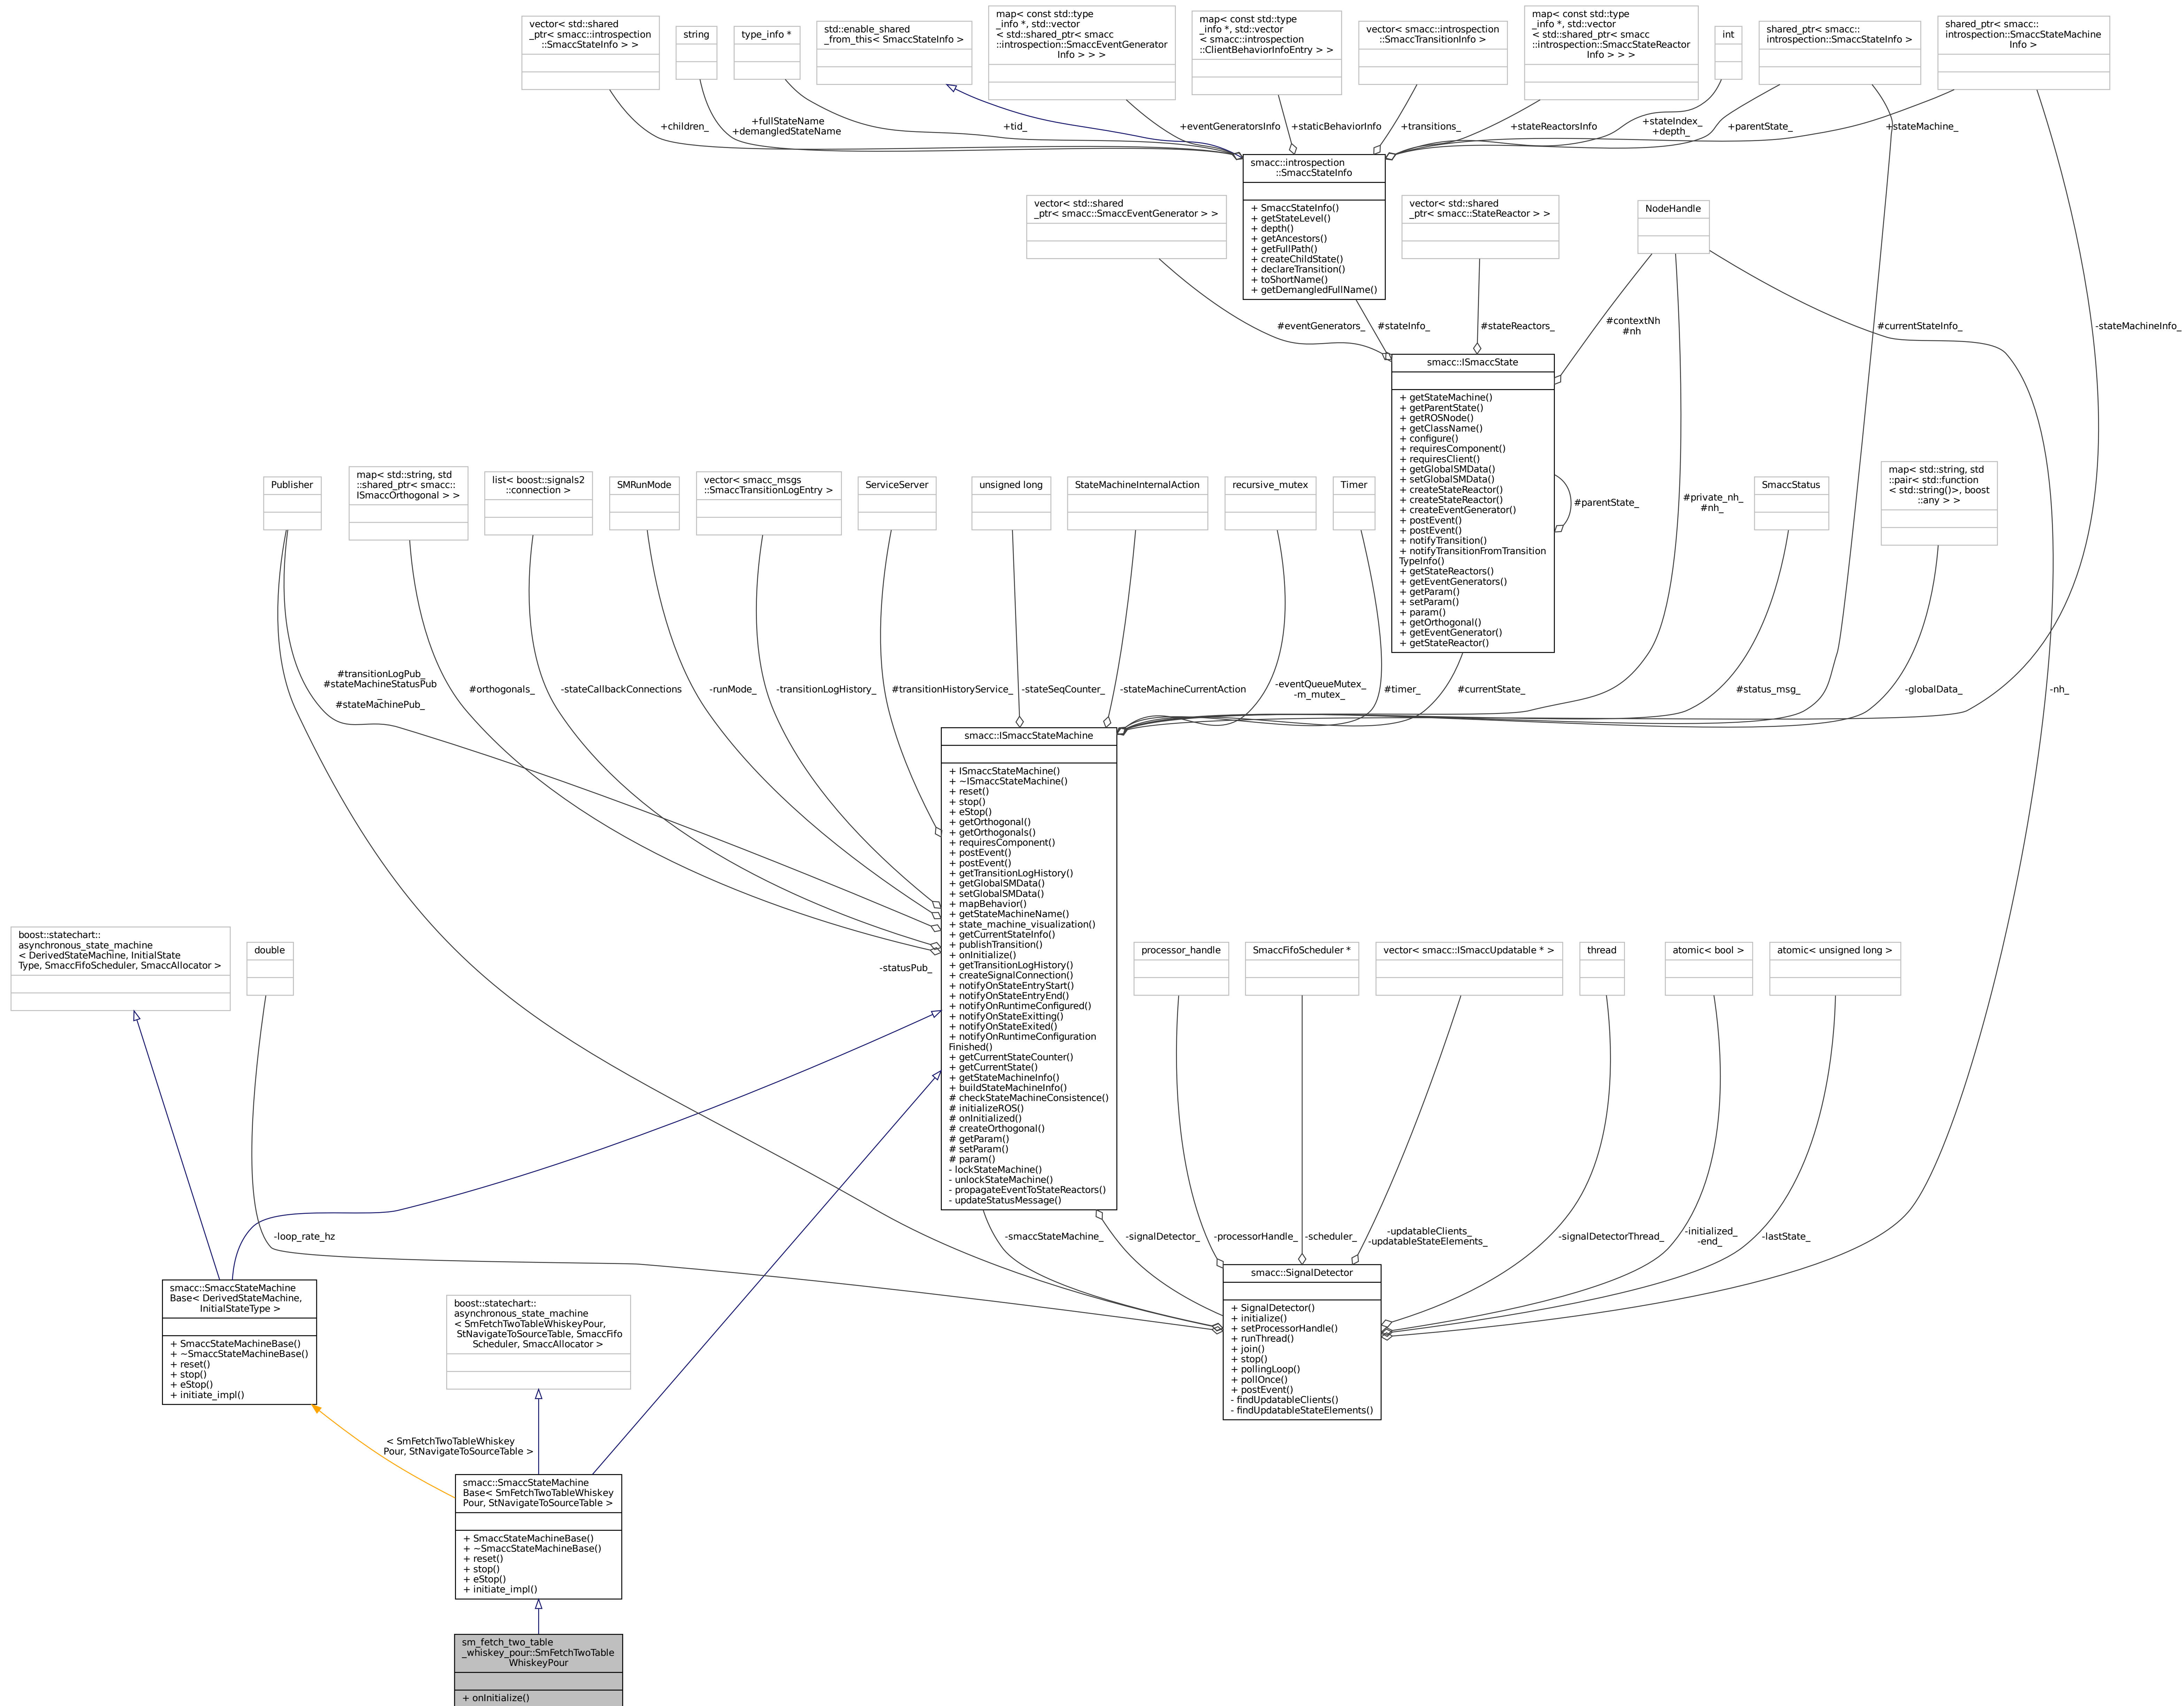 vector< std::shared
_ptr< smacc::introspection
::SmaccStateInfo > >
string
type_info *
std::enable_shared
_from_this< SmaccStateInfo >
map< const std::type
_info *, std::vector
< std::shared_ptr< smacc
::introspection::SmaccEventGenerator
Info > > >
map< const std::type
_info *, std::vector
< smacc::introspection
::ClientBehaviorInfoEntry > >
vector< smacc::introspection
::SmaccTransitionInfo >
map< const std::type
_info *, std::vector
< std::shared_ptr< smacc
::introspection::SmaccStateReactor
Info > > >
int
shared_ptr< smacc::
introspection::SmaccStateInfo >
shared_ptr< smacc::
introspection::SmaccStateMachine
Info >
+children_
+fullStateName
+demangledStateName
+tid_
+eventGeneratorsInfo
+staticBehaviorInfo
+transitions_
+stateReactorsInfo
+stateIndex_
+depth_
+parentState_
+stateMachine_
smacc::introspection
::SmaccStateInfo
+ SmaccStateInfo()
+ getStateLevel()
+ depth()
+ getAncestors()
+ getFullPath()
+ createChildState()
+ declareTransition()
+ toShortName()
+ getDemangledFullName()
vector< std::shared
_ptr< smacc::SmaccEventGenerator > >
vector< std::shared
_ptr< smacc::StateReactor > >
NodeHandle
#eventGenerators_
#stateInfo_
#stateReactors_
#contextNh
#nh
#currentStateInfo_
-stateMachineInfo_
smacc::ISmaccState
+ getStateMachine()
+ getParentState()
+ getROSNode()
+ getClassName()
+ configure()
+ requiresComponent()
+ requiresClient()
+ getGlobalSMData()
+ setGlobalSMData()
+ createStateReactor()
+ createStateReactor()
+ createEventGenerator()
+ postEvent()
+ postEvent()
+ notifyTransition()
+ notifyTransitionFromTransition
TypeInfo()
+ getStateReactors()
+ getEventGenerators()
+ getParam()
+ setParam()
+ param()
+ getOrthogonal()
+ getEventGenerator()
+ getStateReactor()
#parentState_
#private_nh_
#nh_
Publisher
map< std::string, std
::shared_ptr< smacc::
ISmaccOrthogonal > >
list< boost::signals2
::connection >
SMRunMode
vector< smacc_msgs
::SmaccTransitionLogEntry >
ServiceServer
unsigned long
StateMachineInternalAction
recursive_mutex
Timer
SmaccStatus
map< std::string, std
::pair< std::function
< std::string()>, boost
::any > >
#transitionLogPub_
#stateMachineStatusPub
_
#stateMachinePub_
#orthogonals_
-stateCallbackConnections
-runMode_
-transitionLogHistory_
#transitionHistoryService_
-stateSeqCounter_
-stateMachineCurrentAction
-eventQueueMutex_
-m_mutex_
#timer_
#currentState_
#status_msg_
-globalData_
-nh_
smacc::ISmaccStateMachine
+ ISmaccStateMachine()
+ ~ISmaccStateMachine()
+ reset()
+ stop()
+ eStop()
+ getOrthogonal()
+ getOrthogonals()
+ requiresComponent()
+ postEvent()
+ postEvent()
+ getTransitionLogHistory()
+ getGlobalSMData()
+ setGlobalSMData()
+ mapBehavior()
+ getStateMachineName()
+ state_machine_visualization()
+ getCurrentStateInfo()
+ publishTransition()
+ onInitialize()
+ getTransitionLogHistory()
+ createSignalConnection()
+ notifyOnStateEntryStart()
+ notifyOnStateEntryEnd()
+ notifyOnRuntimeConfigured()
+ notifyOnStateExitting()
+ notifyOnStateExited()
+ notifyOnRuntimeConfiguration
Finished()
+ getCurrentStateCounter()
+ getCurrentState()
+ getStateMachineInfo()
+ buildStateMachineInfo()
# checkStateMachineConsistence()
# initializeROS()
# onInitialized()
# createOrthogonal()
# getParam()
# setParam()
# param()
- lockStateMachine()
- unlockStateMachine()
- propagateEventToStateReactors()
- updateStatusMessage()
boost::statechart::
asynchronous_state_machine
< DerivedStateMachine, InitialState
Type, SmaccFifoScheduler, SmaccAllocator >
double
-statusPub_
processor_handle
SmaccFifoScheduler *
vector< smacc::ISmaccUpdatable * >
thread
atomic< bool >
atomic< unsigned long >
-loop_rate_hz
-smaccStateMachine_
-signalDetector_
-processorHandle_
-scheduler_
-updatableClients_
-updatableStateElements_
-signalDetectorThread_
-initialized_
-end_
-lastState_
smacc::SmaccStateMachine
Base< DerivedStateMachine,
InitialStateType >
+ SmaccStateMachineBase()
+ ~SmaccStateMachineBase()
+ reset()
+ stop()
+ eStop()
+ initiate_impl()
boost::statechart::
asynchronous_state_machine
< SmFetchTwoTableWhiskeyPour,
StNavigateToSourceTable, SmaccFifo
Scheduler, SmaccAllocator >
smacc::SignalDetector
+ SignalDetector()
+ initialize()
+ setProcessorHandle()
+ runThread()
+ join()
+ stop()
+ pollingLoop()
+ pollOnce()
+ postEvent()
- findUpdatableClients()
- findUpdatableStateElements()
< SmFetchTwoTableWhiskey
Pour, StNavigateToSourceTable >
smacc::SmaccStateMachine
Base< SmFetchTwoTableWhiskey
Pour, StNavigateToSourceTable >
+ SmaccStateMachineBase()
+ ~SmaccStateMachineBase()
+ reset()
+ stop()
+ eStop()
+ initiate_impl()
sm_fetch_two_table
_whiskey_pour::SmFetchTwoTable
WhiskeyPour
+ onInitialize()